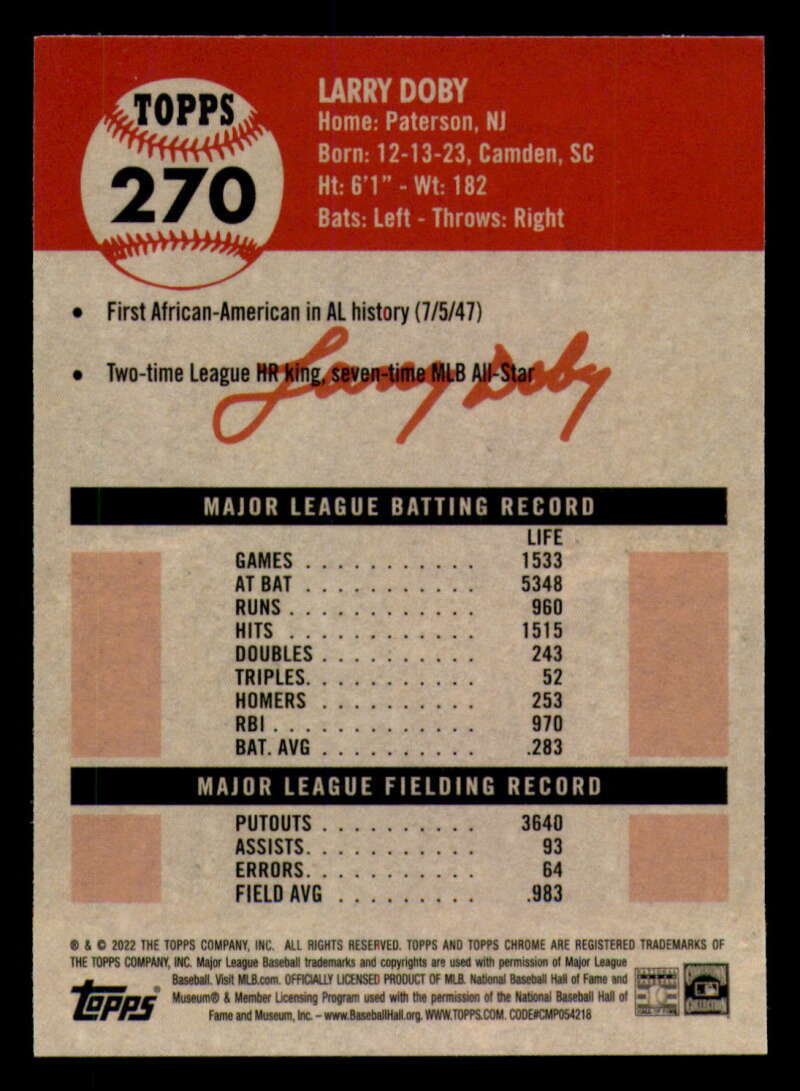 TOPPS
270
LARRY DOBY
Home: Paterson, NJ
Born: 12-13-23, Camden, SC
Ht: 6'1" - Wt: 182
Bats: Left - Throws: Right
• First African-American in AL history (7/5/47)
• Two-time League HR king, seven-time MLB All-Star
Larry Doby
MAJOR LEAGUE BATTING RECORD
LIFE
GAMES . . . . . . . . . . . 1533
AT BAT . . . . . . . . . . . 5348
RUNS . . . . . . . . . . . . 960
HITS . . . . . . . . . . . . 1515
DOUBLES . . . . . . . . . . 243
TRIPLES. . . . . . . . . . . 52
HOMERS . . . . . . . . . . 253
RBI . . . . . . . . . . . . . 970
BAT. AVG . . . . . . . . . . .283
MAJOR LEAGUE FIELDING RECORD
PUTOUTS . . . . . . . . . . 3640
ASSISTS. . . . . . . . . . . 93
ERRORS. . . . . . . . . . . 64
FIELD AVG . . . . . . . . . .983
® & © 2022 THE TOPPS COMPANY, INC. ALL RIGHTS RESERVED. TOPPS AND TOPPS CHROME ARE REGISTERED TRADEMARKS OF
THE TOPPS COMPANY, INC. Major League Baseball trademarks and copyrights are used with permission of Major League
Baseball. Visit MLB.com. OFFICIALLY LICENSED PRODUCT OF MLB. National Baseball Hall of Fame and
Museum® & Member Licensing Program used with the permission of the National Baseball Hall of
Fame and Museum, Inc. – www.BaseballHall.org. WWW.TOPPS.COM. CODE#CMP054218
Topps®
HALL OF FAME
COLLECTION